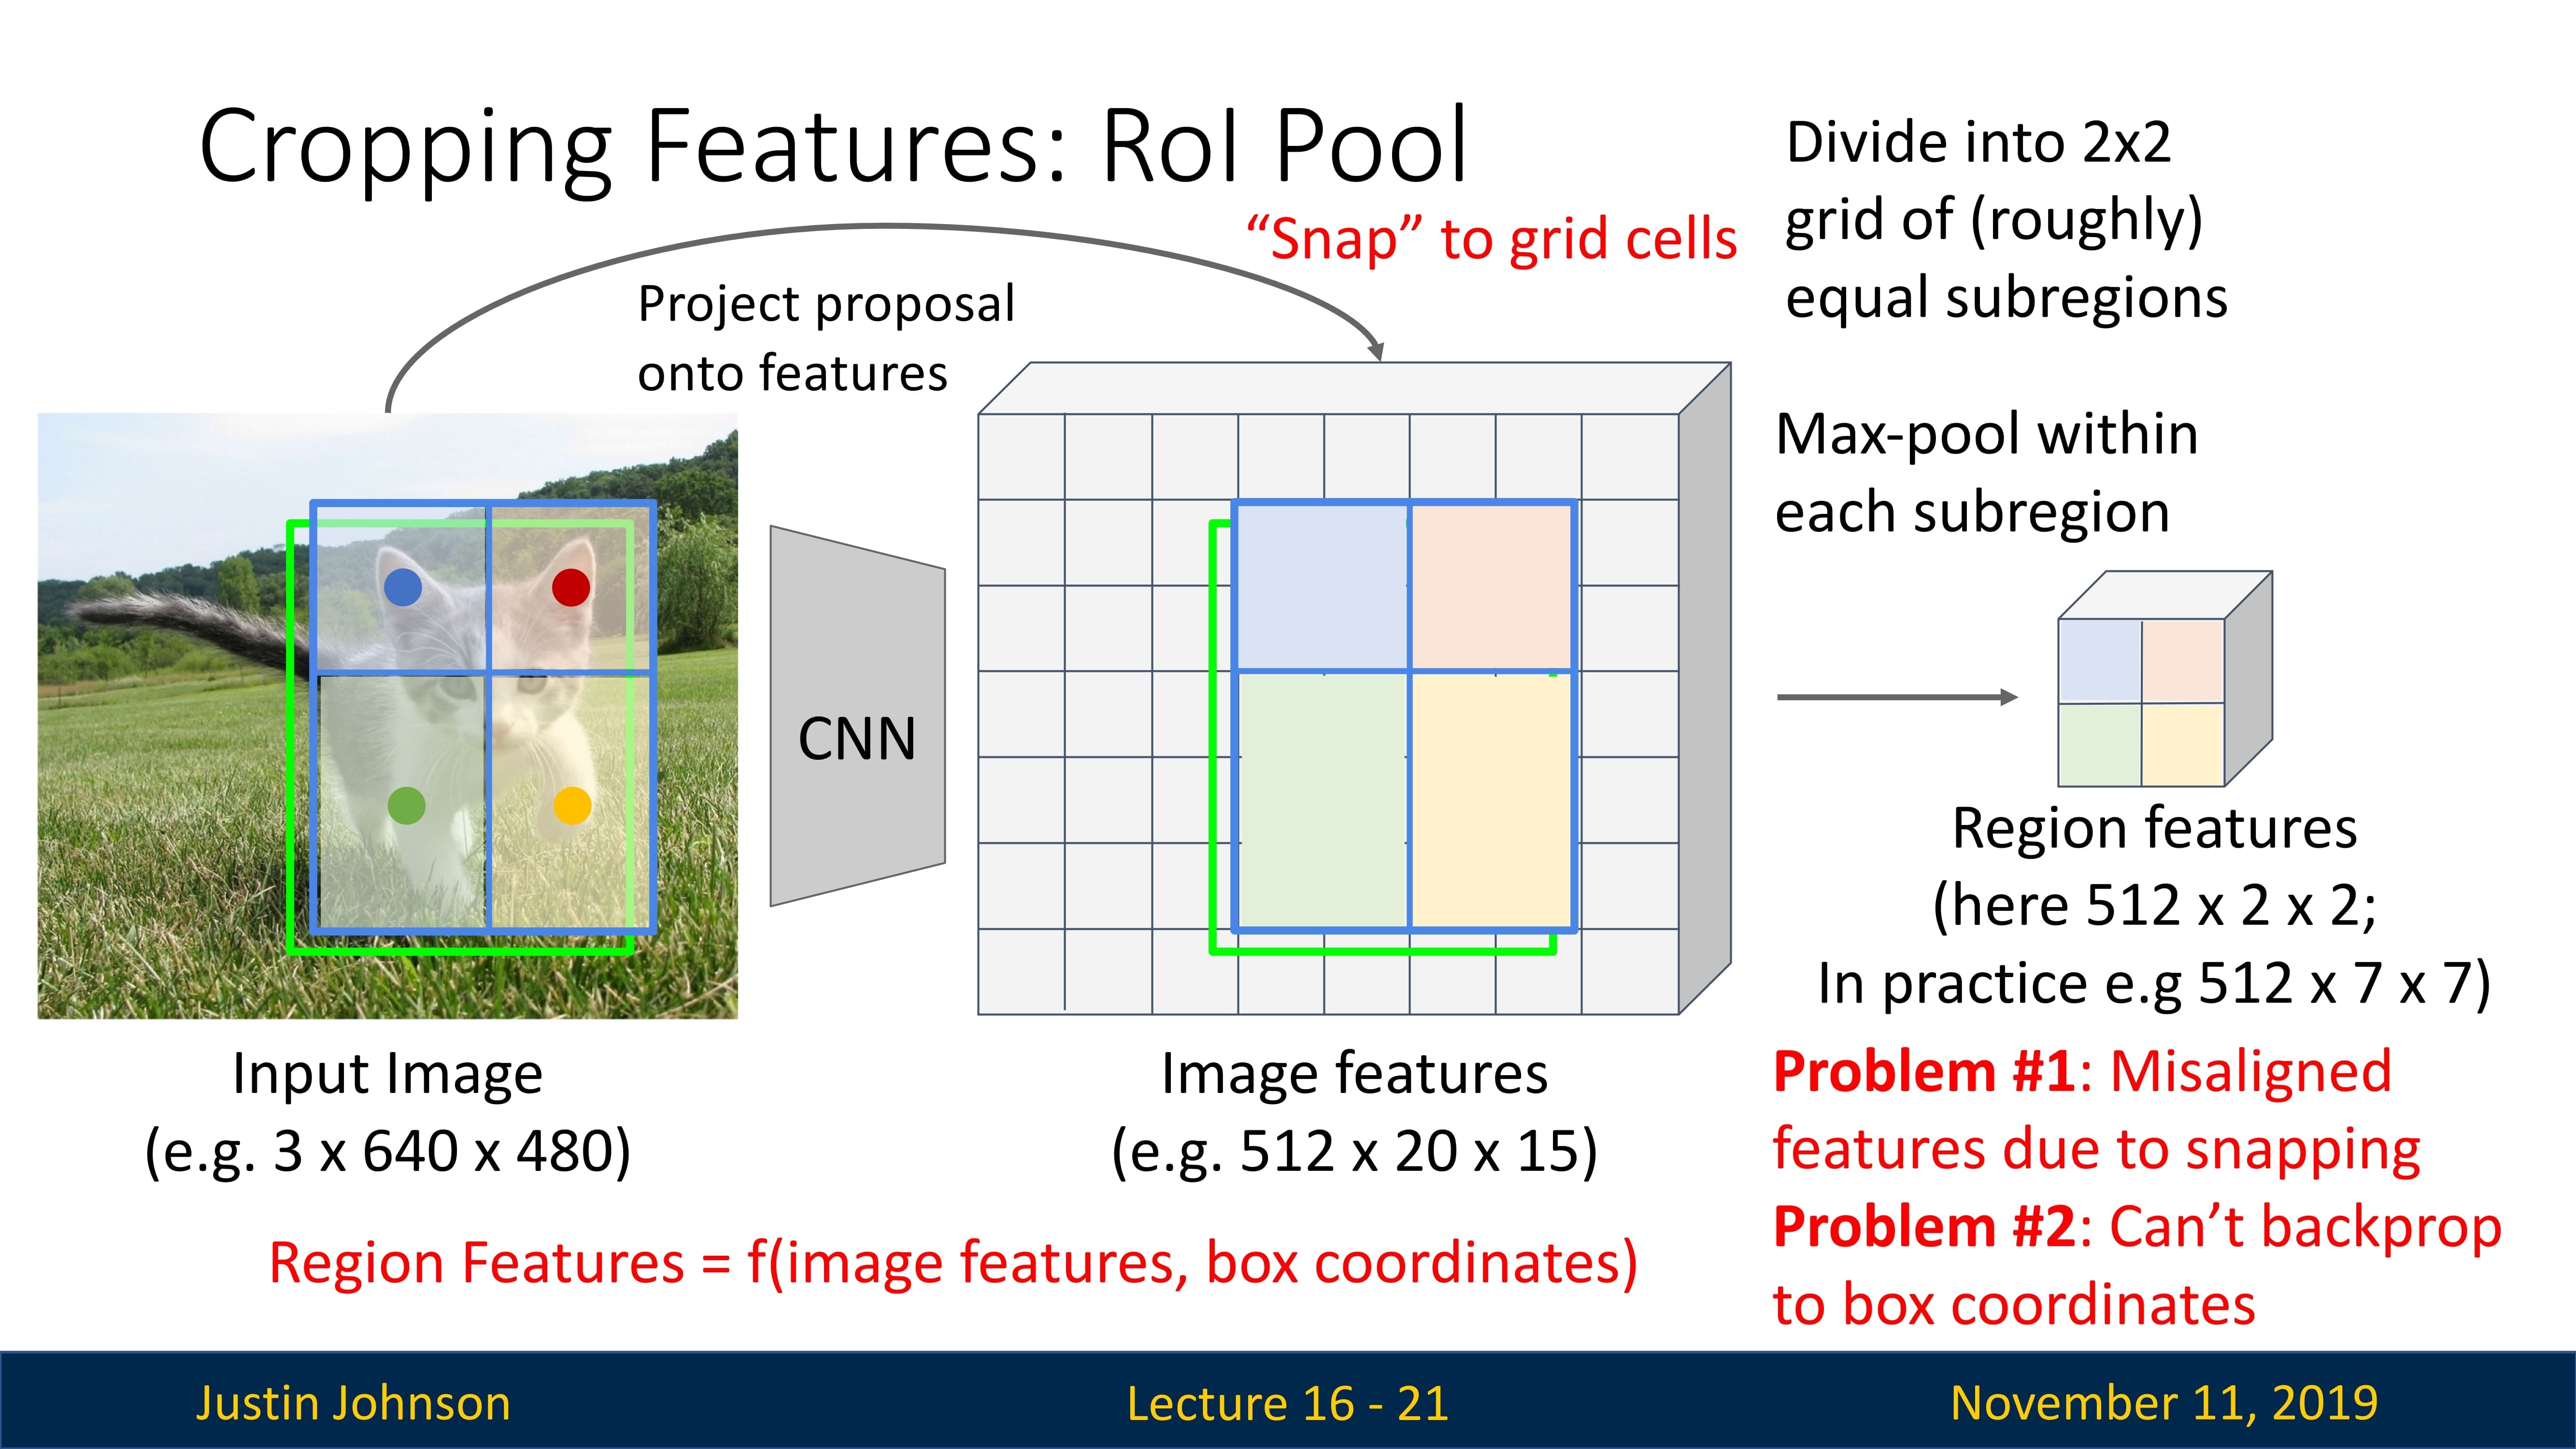 Cropping Features: RoI Pool
“Snap” to grid cells
Project proposal
onto features
Divide into 2x2
grid of (roughly)
equal subregions
Max-pool within
each subregion
CNN
Input Image
(e.g. 3 x 640 x 480)
Image features
(e.g. 512 x 20 x 15)
Region features
(here 512 x 2 x 2;
In practice e.g 512 x 7 x 7)
Region Features = f(image features, box coordinates)
Problem #1: Misaligned
features due to snapping
Problem #2: Can’t backprop
to box coordinates
Justin Johnson
Lecture 16 - 21
November 11, 2019